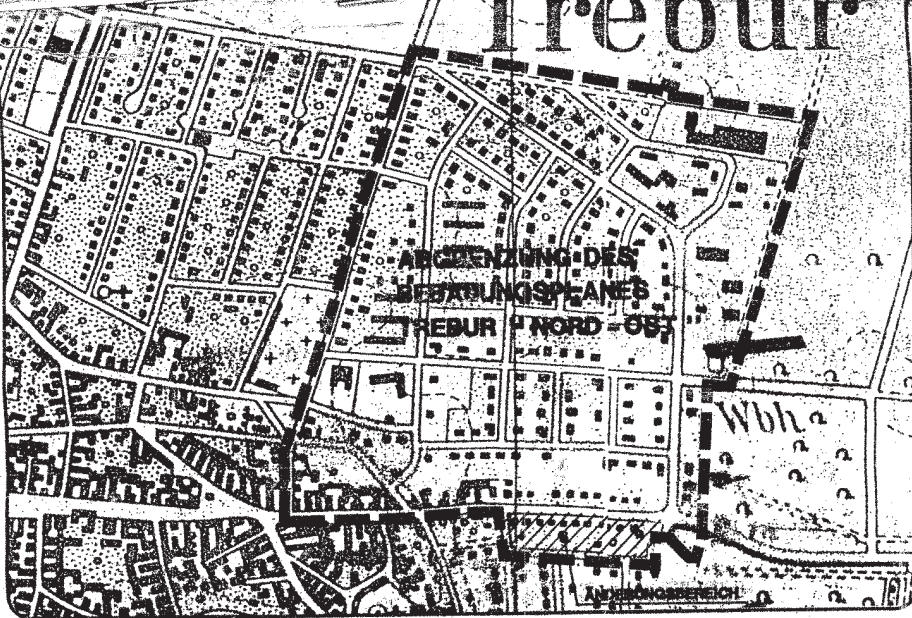 Trebur
ABGRENZUNG DES
BEBAUUNGSPLANES
TREBUR - NORD - OST
Wbh.
ÄNDERUNGSBEREICH